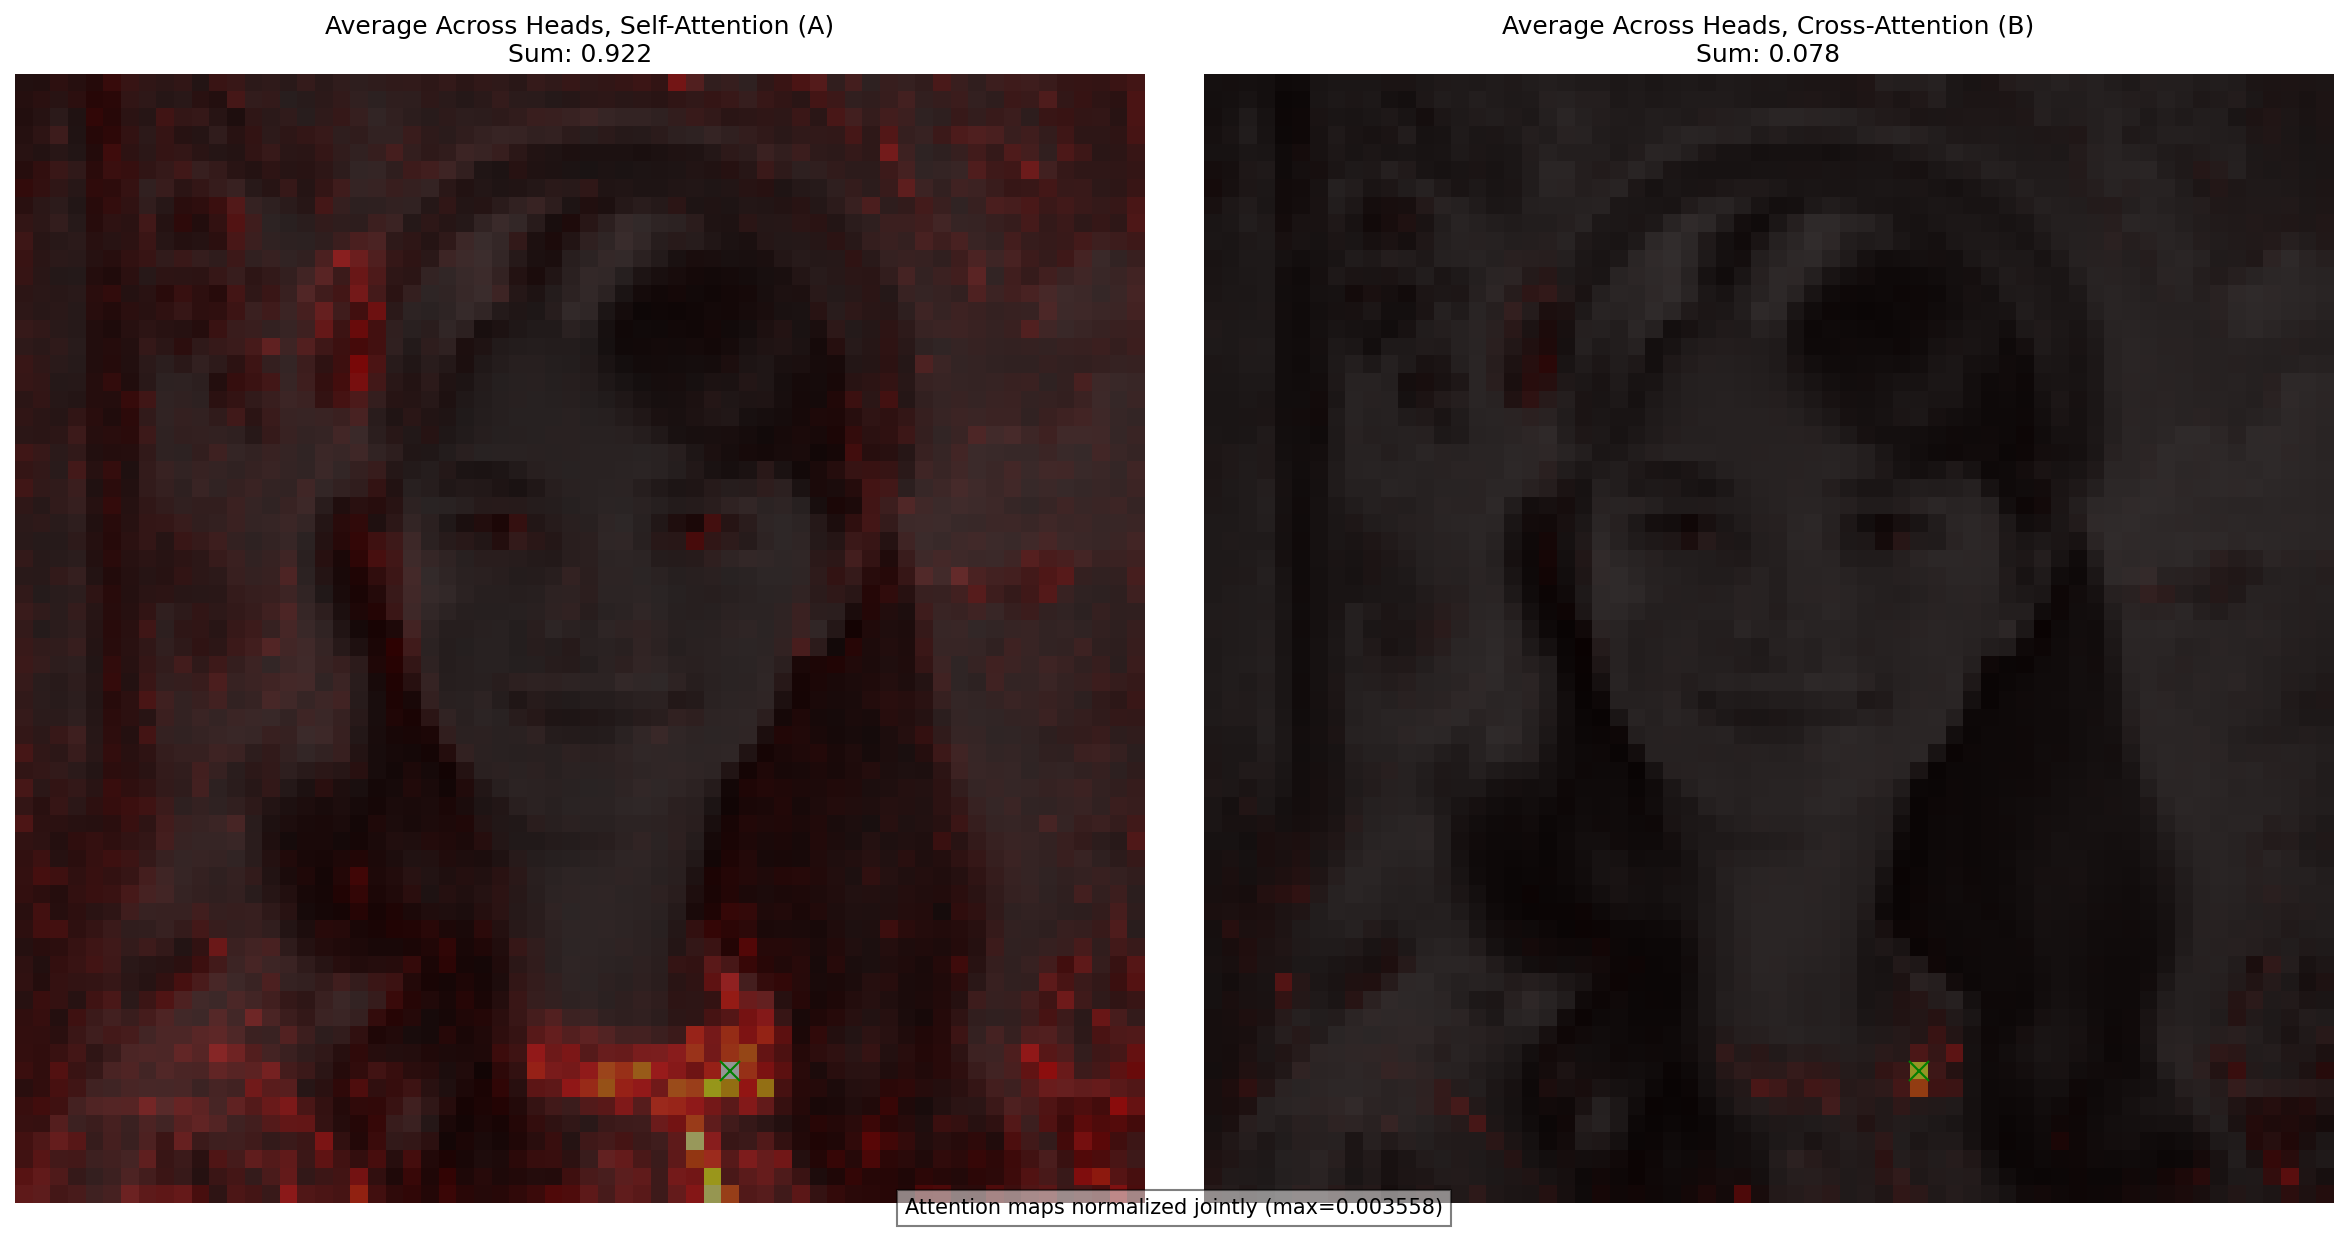 Average Across Heads, Self-Attention (A)
Sum: 0.922
Average Across Heads, Cross-Attention (B)
Sum: 0.078
Attention maps normalized jointly (max=0.003558)